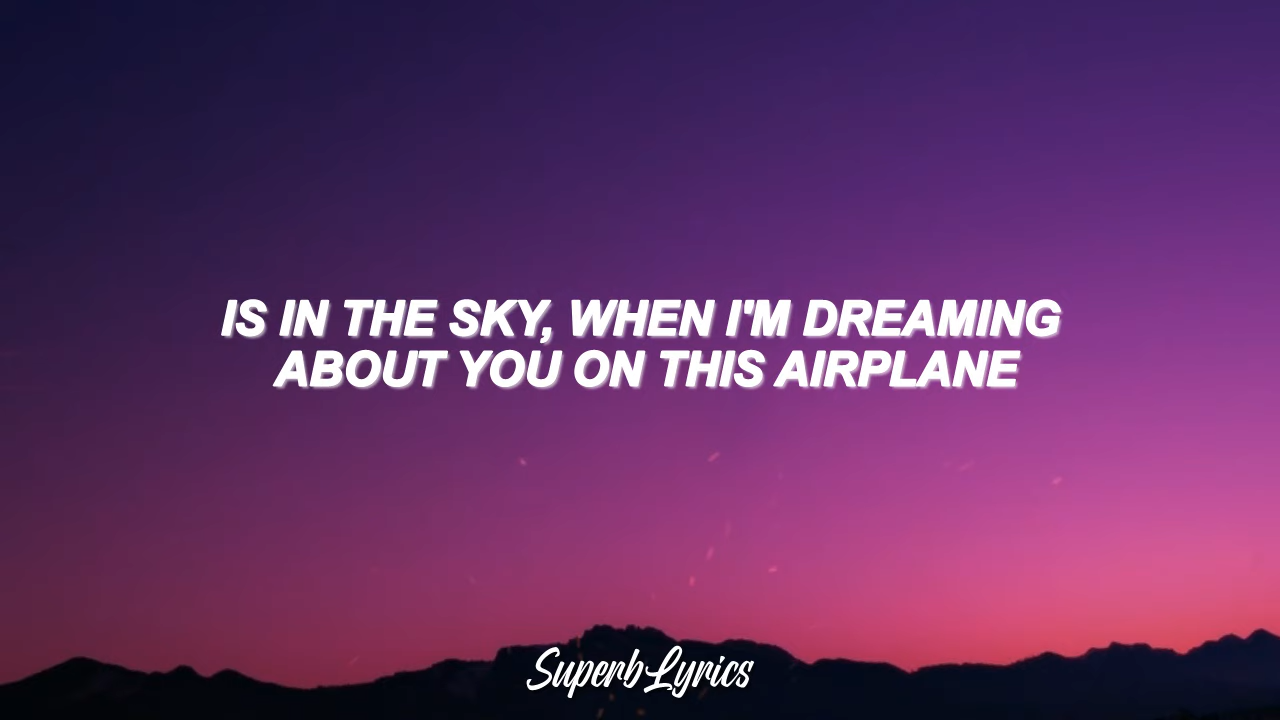 IS IN THE SKY, WHEN I'M DREAMING
ABOUT YOU ON THIS AIRPLANE
SuperbLyrics